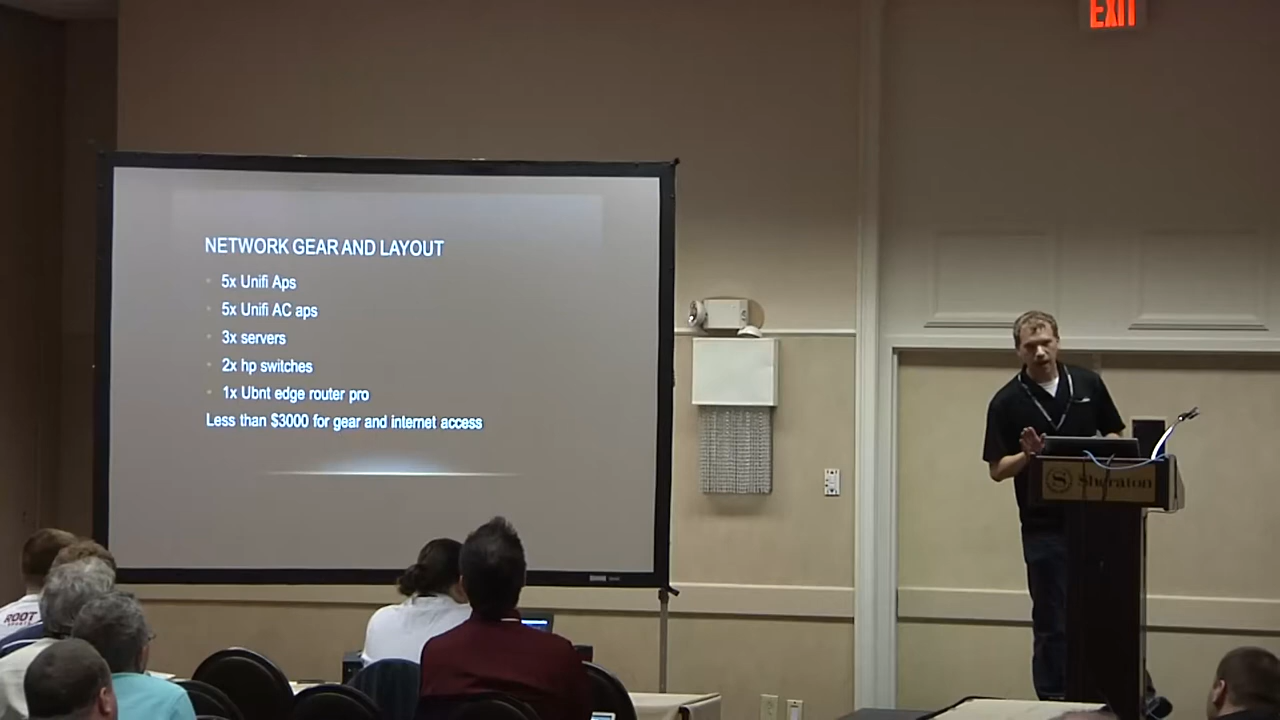 EXIT
NETWORK GEAR AND LAYOUT
5x Unifi Aps
5x Unifi AC aps
3x servers
2x hp switches
1x Ubnt edge router pro
Less than $3000 for gear and internet access
S Sheraton
ROOT